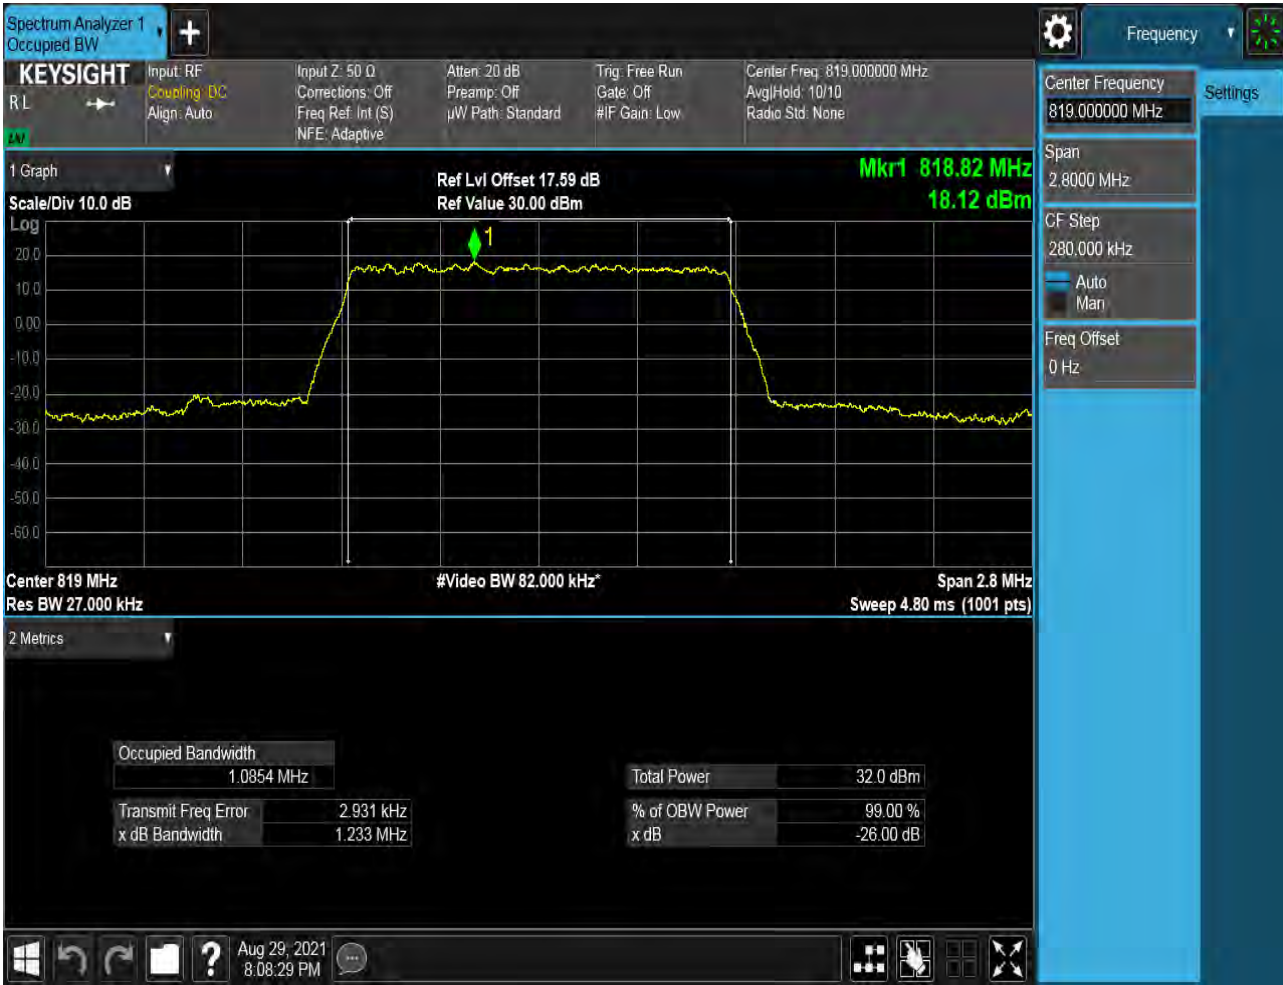 Spectrum Analyzer 1
Occupied BW
Frequency
KEYSIGHT
R L
LXI
Input: RF
Coupling: DC
Align: Auto
Input Z: 50 Ω
Corrections: Off
Freq Ref: Int (S)
NFE: Adaptive
Atten: 20 dB
Preamp: Off
µW Path: Standard
Trig: Free Run
Gate: Off
#IF Gain: Low
Center Freq: 819.000000 MHz
Avg|Hold: 10/10
Radio Std: None
Center Frequency
819.000000 MHz
Settings
Span
2.8000 MHz
CF Step
280.000 kHz
Auto
Man
Freq Offset
0 Hz
1 Graph
Scale/Div 10.0 dB
Ref Lvl Offset 17.59 dB
Ref Value 30.00 dBm
Mkr1 818.82 MHz
18.12 dBm
Log
1
20.0
10.0
0.00
-10.0
-20.0
-30.0
-40.0
-50.0
-60.0
Center 819 MHz
#Video BW 82.000 kHz*
Span 2.8 MHz
Res BW 27.000 kHz
Sweep 4.80 ms (1001 pts)
2 Metrics
Occupied Bandwidth
1.0854 MHz
Total Power 32.0 dBm
Transmit Freq Error 2.931 kHz
% of OBW Power 99.00 %
x dB Bandwidth 1.233 MHz
x dB -26.00 dB
?
Aug 29, 2021
8:08:29 PM